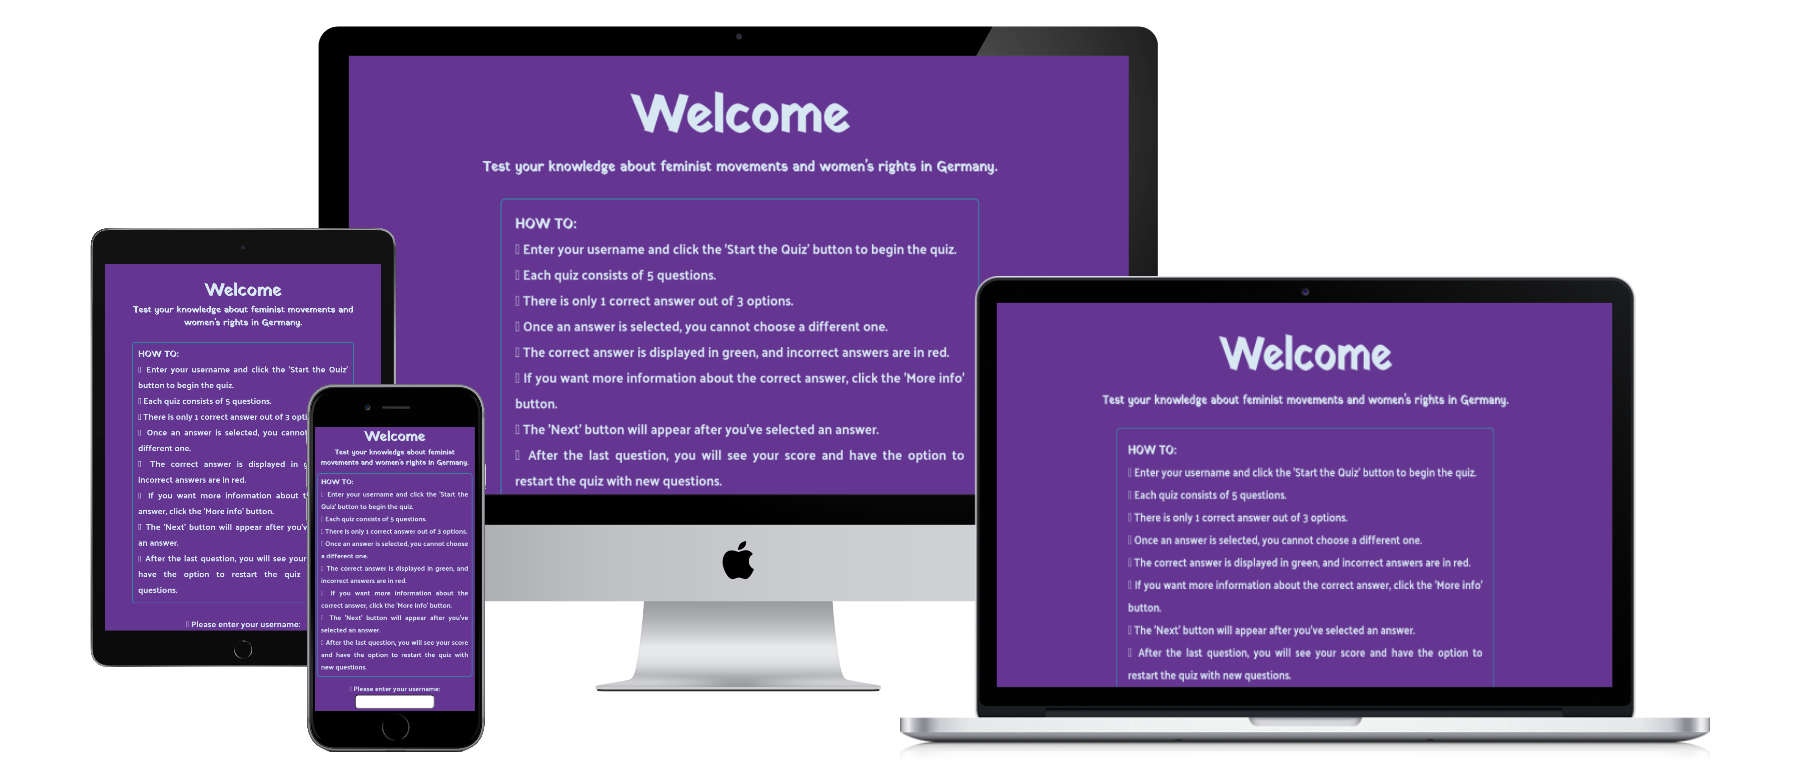 Welcome
Test your knowledge about feminist movements and women's rights in Germany.
HOW TO:
▯ Enter your username and click the 'Start the Quiz' button to begin the quiz.
▯ Each quiz consists of 5 questions.
▯ There is only 1 correct answer out of 3 options.
▯ Once an answer is selected, you cannot choose a different one.
▯ The correct answer is displayed in green, and incorrect answers are in red.
▯ If you want more information about the correct answer, click the 'More info'
button.
▯ The 'Next' button will appear after you've selected an answer.
▯ After the last question, you will see your score and have the option to
restart the quiz with new questions.
Welcome
Test your knowledge about feminist movements and
women's rights in Germany.
HOW TO:
▯ Enter your username and click the 'Start the Quiz'
button to begin the quiz.
▯ Each quiz consists of 5 questions.
▯ There is only 1 correct answer out of 3 opti
▯ Once an answer is selected, you cannot
different one.
▯ The correct answer is displayed in g
incorrect answers are in red.
▯ If you want more information about t
answer, click the 'More info' button.
▯ The 'Next' button will appear after you've
an answer.
▯ After the last question, you will see your
have the option to restart the quiz
questions.
▯ Please enter your username:
Welcome
Test your knowledge about feminist
movements and women's rights in Germany.
HOW TO:
▯ Enter your username and click the 'Start the
Quiz' button to begin the quiz.
▯ Each quiz consists of 5 questions.
▯ There is only 1 correct answer out of 3 options.
▯ Once an answer is selected, you cannot choose
a different one.
▯ The correct answer is displayed in green, and
incorrect answers are in red.
▯ If you want more information about the
correct answer, click the 'More info' button.
▯ The 'Next' button will appear after you've
selected an answer.
▯ After the last question, you will see your score
and have the option to restart the quiz with
new questions.
▯ Please enter your username:
Welcome
Test your knowledge about feminist movements and women's rights in Germany.
HOW TO:
▯ Enter your username and click the 'Start the Quiz' button to begin the quiz.
▯ Each quiz consists of 5 questions.
▯ There is only 1 correct answer out of 3 options.
▯ Once an answer is selected, you cannot choose a different one.
▯ The correct answer is displayed in green, and incorrect answers are in red.
▯ If you want more information about the correct answer, click the 'More info'
button.
▯ The 'Next' button will appear after you've selected an answer.
▯ After the last question, you will see your score and have the option to
restart the quiz with new questions.